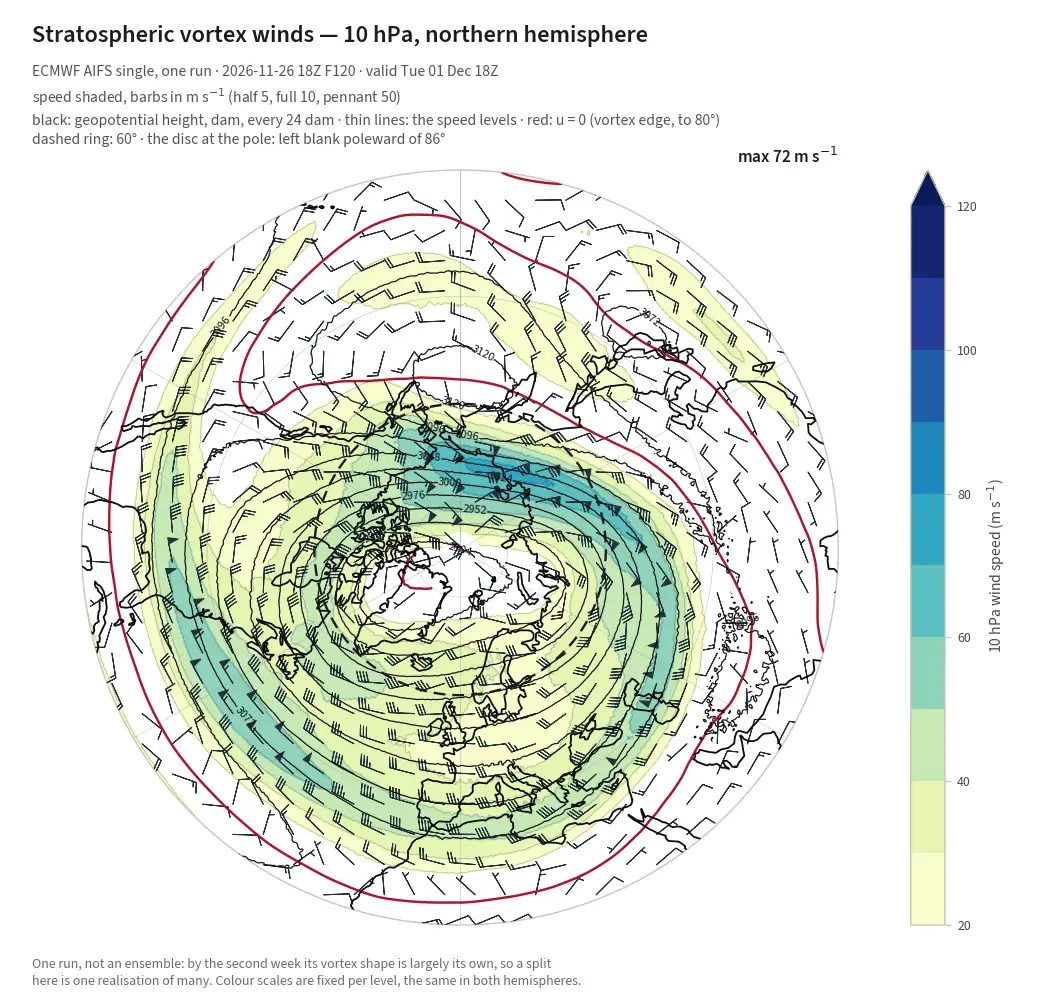 Stratospheric vortex winds — 10 hPa, northern hemisphere
ECMWF AIFS single, one run · 2026-11-26 18Z F120 · valid Tue 01 Dec 18Z
speed shaded, barbs in m s⁻¹ (half 5, full 10, pennant 50)
black: geopotential height, dam, every 24 dam · thin lines: the speed levels · red: u = 0 (vortex edge, to 80°)
dashed ring: 60° · the disc at the pole: left blank poleward of 86°
max 72 m s⁻¹
120
100
80
60
40
20
10 hPa wind speed (m s⁻¹)
3120
3096
3000
2976
2952
One run, not an ensemble: by the second week its vortex shape is largely its own, so a split
here is one realisation of many. Colour scales are fixed per level, the same in both hemispheres.